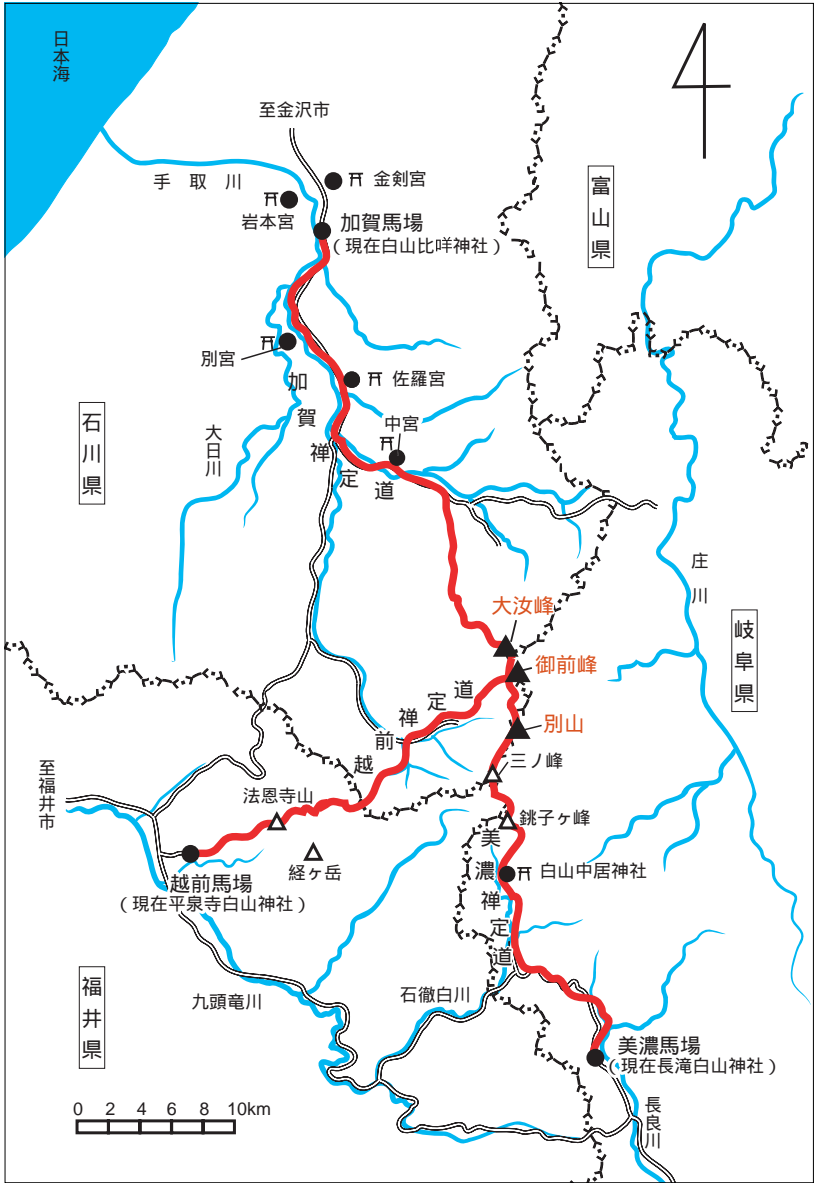 日本海
至金沢市
手取川
金剣宮
岩本宮
加賀馬場
(現在白山比咩神社)
富山県
別宮
佐羅宮
中宮
加賀禅定道
石川県
大日川
庄川
岐阜県
大汝峰
御前峰
別山
越前禅定道
三ノ峰
至福井市
法恩寺山
銚子ヶ峰
経ヶ岳
美濃禅定道
白山中居神社
越前馬場
(現在平泉寺白山神社)
福井県
九頭竜川
石徹白川
美濃馬場
(現在長滝白山神社)
長良川
0 2 4 6 8 10km